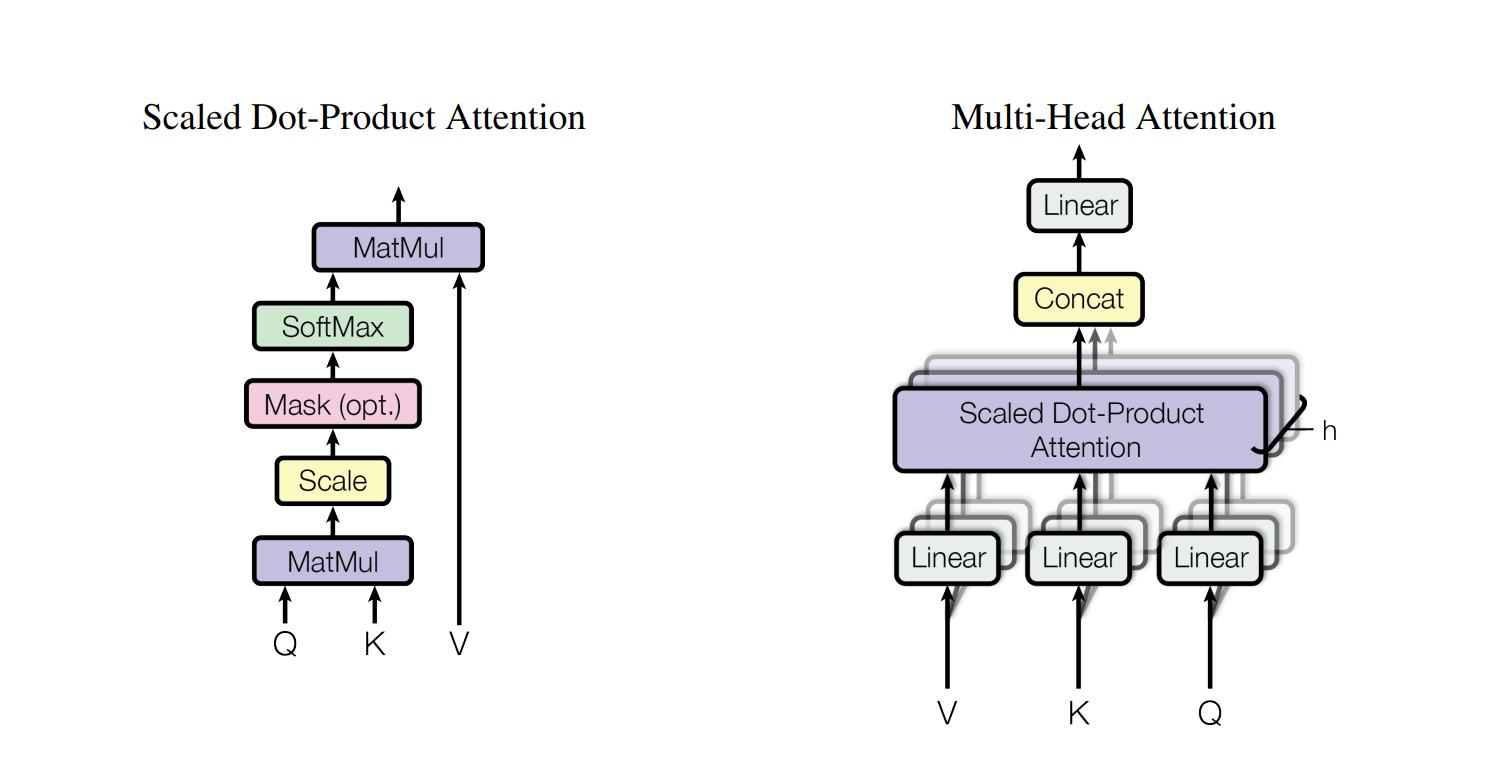 Scaled Dot-Product Attention
MatMul
SoftMax
Mask (opt.)
Scale
MatMul
Q K V
Multi-Head Attention
Linear
Concat
Scaled Dot-Product
Attention
h
Linear Linear Linear
V K Q